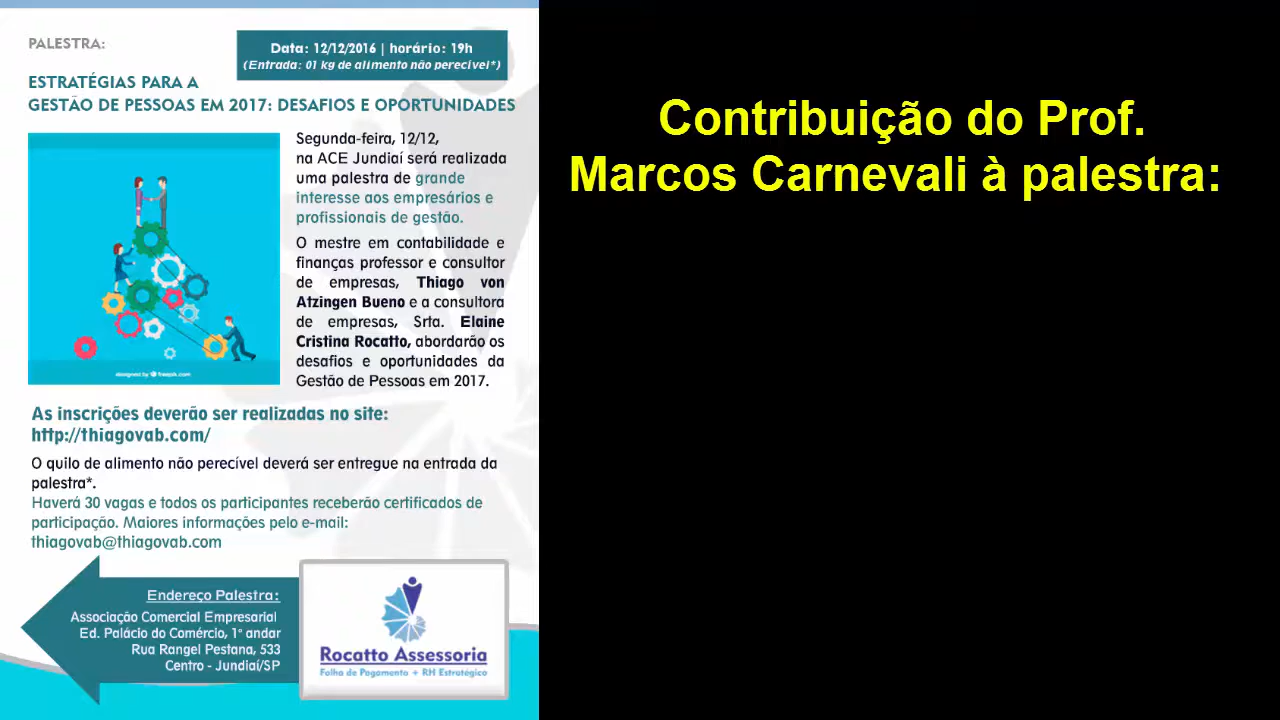 PALESTRA:
Data: 12/12/2016 | horário: 19h
(Entrada: 01 kg de alimento não perecível*)
ESTRATÉGIAS PARA A
GESTÃO DE PESSOAS EM 2017: DESAFIOS E OPORTUNIDADES
Segunda-feira, 12/12,
na ACE Jundiaí será realizada
uma palestra de grande
interesse aos empresários e
profissionais de gestão.
O mestre em contabilidade e
finanças professor e consultor
de empresas, Thiago von
Atzingen Bueno e a consultora
de empresas, Srta. Elaine
Cristina Rocatto, abordarão os
desafios e oportunidades da
Gestão de Pessoas em 2017.
designed by freepik.com
As inscrições deverão ser realizadas no site:
http://thiagovab.com/
O quilo de alimento não perecível deverá ser entregue na entrada da
palestra*.
Haverá 30 vagas e todos os participantes receberão certificados de
participação. Maiores informações pelo e-mail:
thiagovab@thiagovab.com
Endereço Palestra:
Associação Comercial Empresarial
Ed. Palácio do Comércio, 1º andar
Rua Rangel Pestana, 533
Centro - Jundiaí/SP
Rocatto Assessoria
Folha de Pagamento + RH Estratégico
Contribuição do Prof.
Marcos Carnevali à palestra: